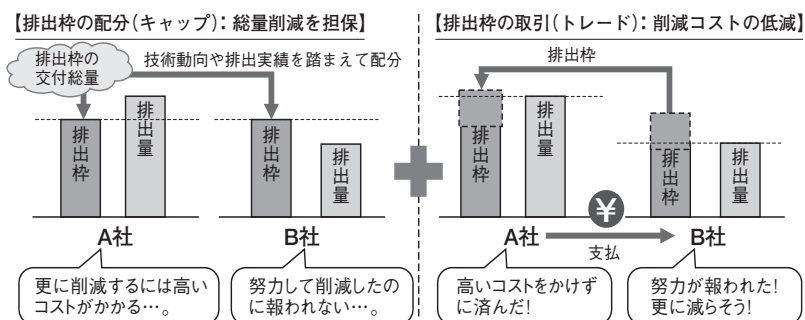 【排出枠の配分(キャップ):総量削減を担保】
排出枠の
交付総量
技術動向や排出実績を踏まえて配分
排出枠
排出量
排出枠
排出量
A社
B社
更に削減するには高い
コストがかかる…。
努力して削減したの
に報われない…。
【排出枠の取引(トレード):削減コストの低減】
排出枠
排出枠
排出量
排出枠
排出量
¥
A社
支払
B社
高いコストをかけず
に済んだ!
努力が報われた!
更に減らそう!